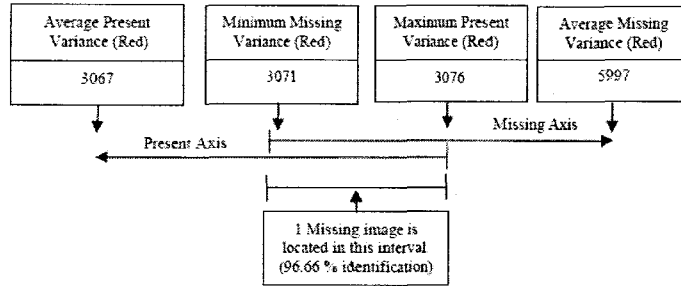 Average Present
Variance (Red)
3067
Minimum Missing
Variance (Red)
3071
Maximum Present
Variance (Red)
3076
Average Missing
Variance (Red)
5997
Missing Axis
Present Axis
1 Missing image is
located in this interval
(96.66 % identification)